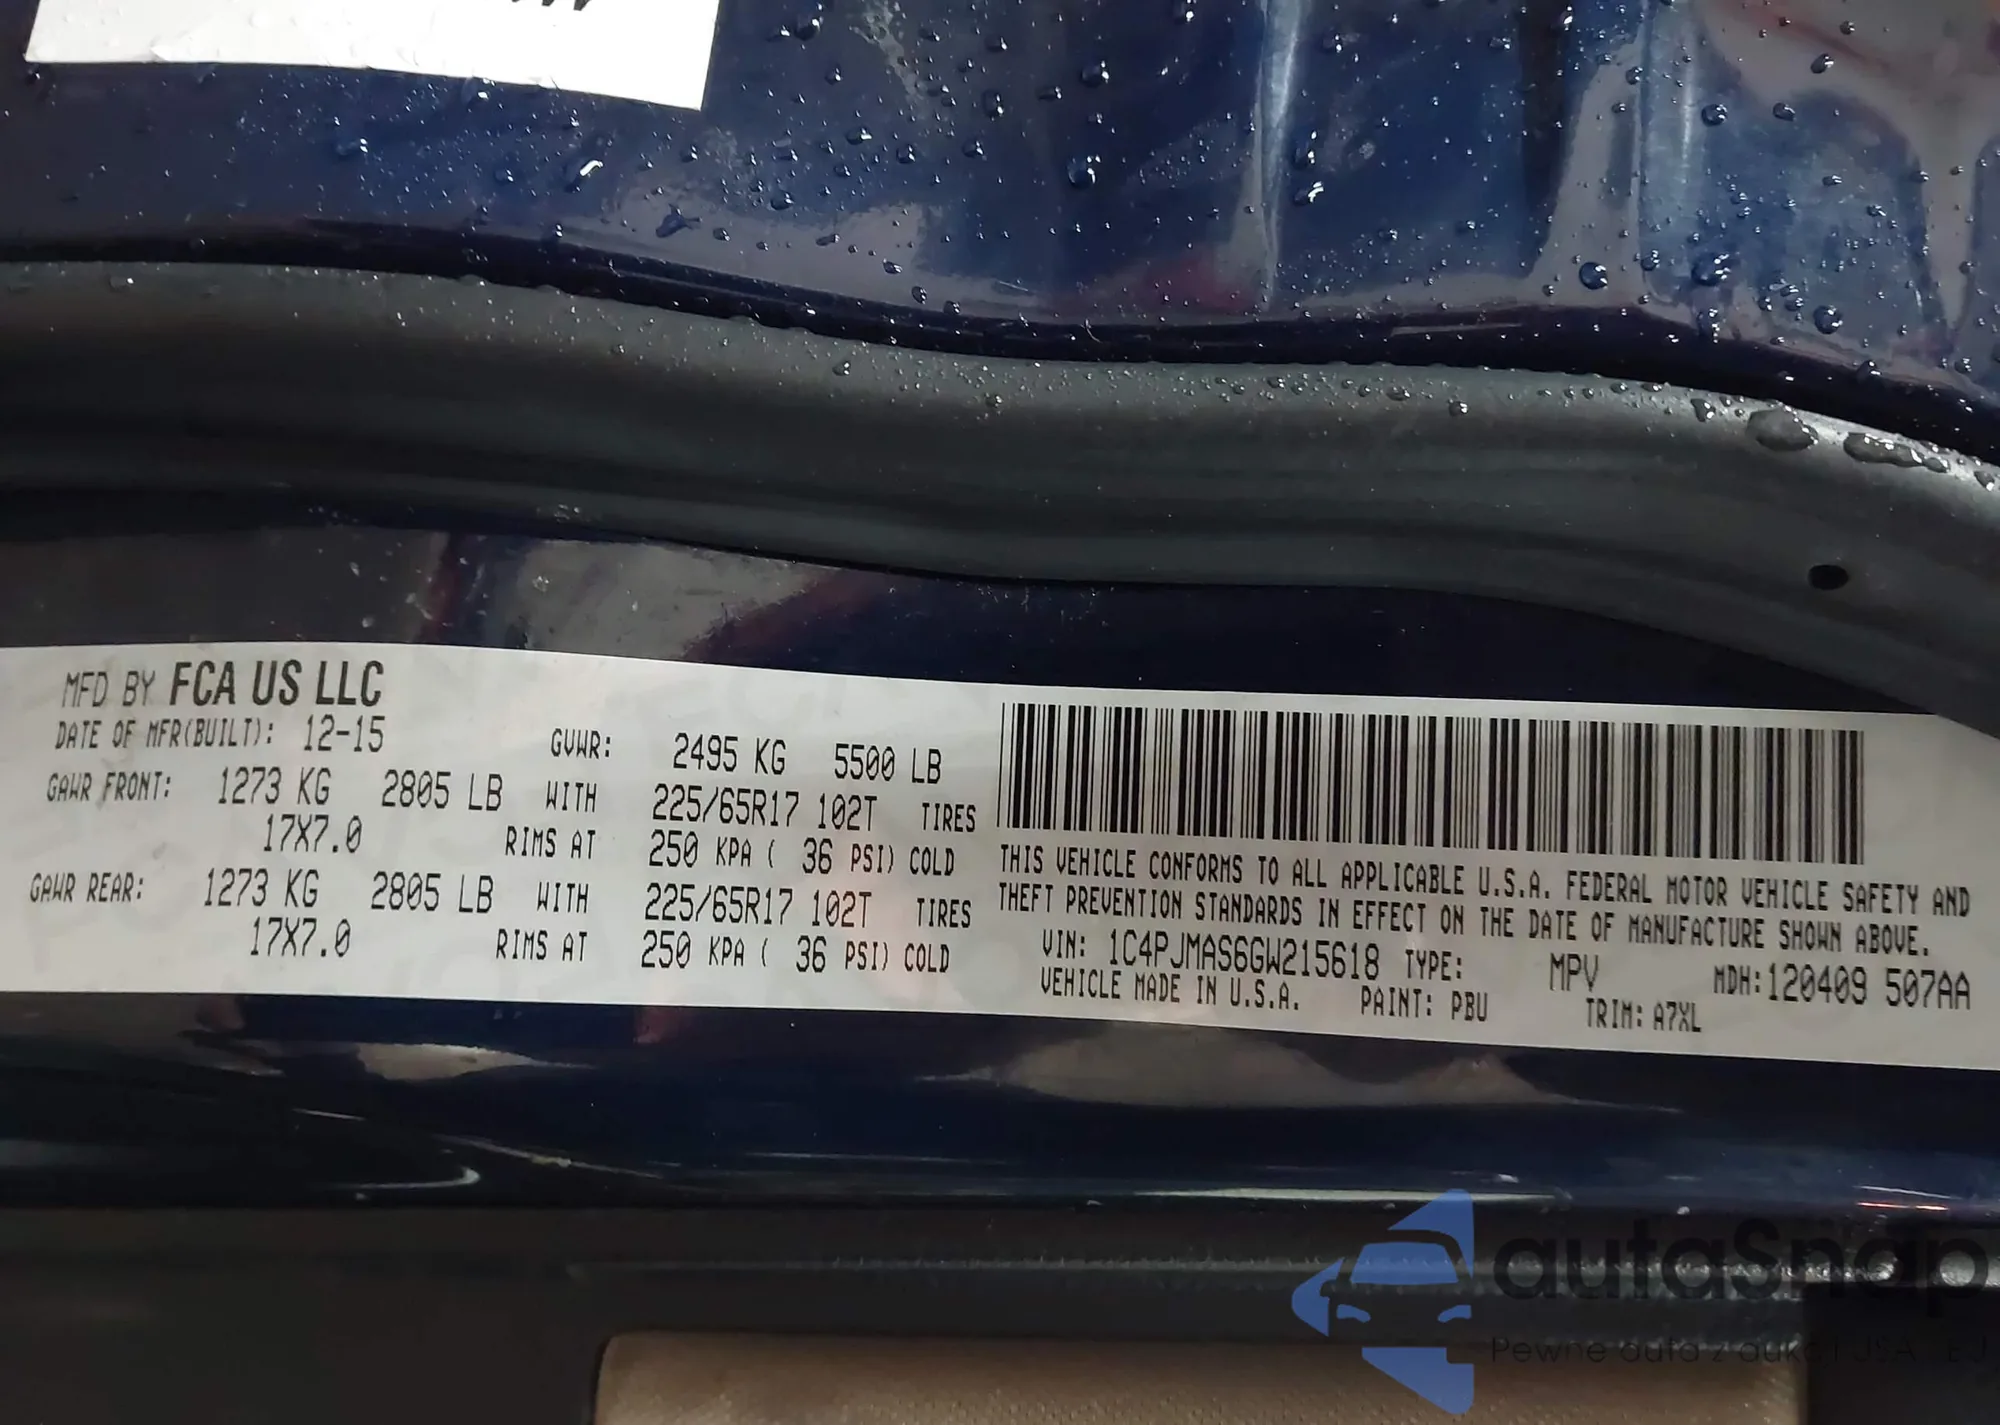 MFD BY FCA US LLC
DATE OF MFR(BUILT): 12-15 GVWR: 2495 KG 5500 LB
GAWR FRONT: 1273 KG 2805 LB WITH 225/65R17 102T TIRES
17X7.0 RIMS AT 250 KPA ( 36 PSI) COLD
GAWR REAR: 1273 KG 2805 LB WITH 225/65R17 102T TIRES
17X7.0 RIMS AT 250 KPA ( 36 PSI) COLD
THIS VEHICLE CONFORMS TO ALL APPLICABLE U.S.A. FEDERAL MOTOR VEHICLE SAFETY AND
THEFT PREVENTION STANDARDS IN EFFECT ON THE DATE OF MANUFACTURE SHOWN ABOVE.
VIN: 1C4PJMAS6GW215618 TYPE: MPV MDH:120409 507AA
VEHICLE MADE IN U.S.A. PAINT: PBU TRIM: A7XL
autasnap
Pewne auta z aukcji